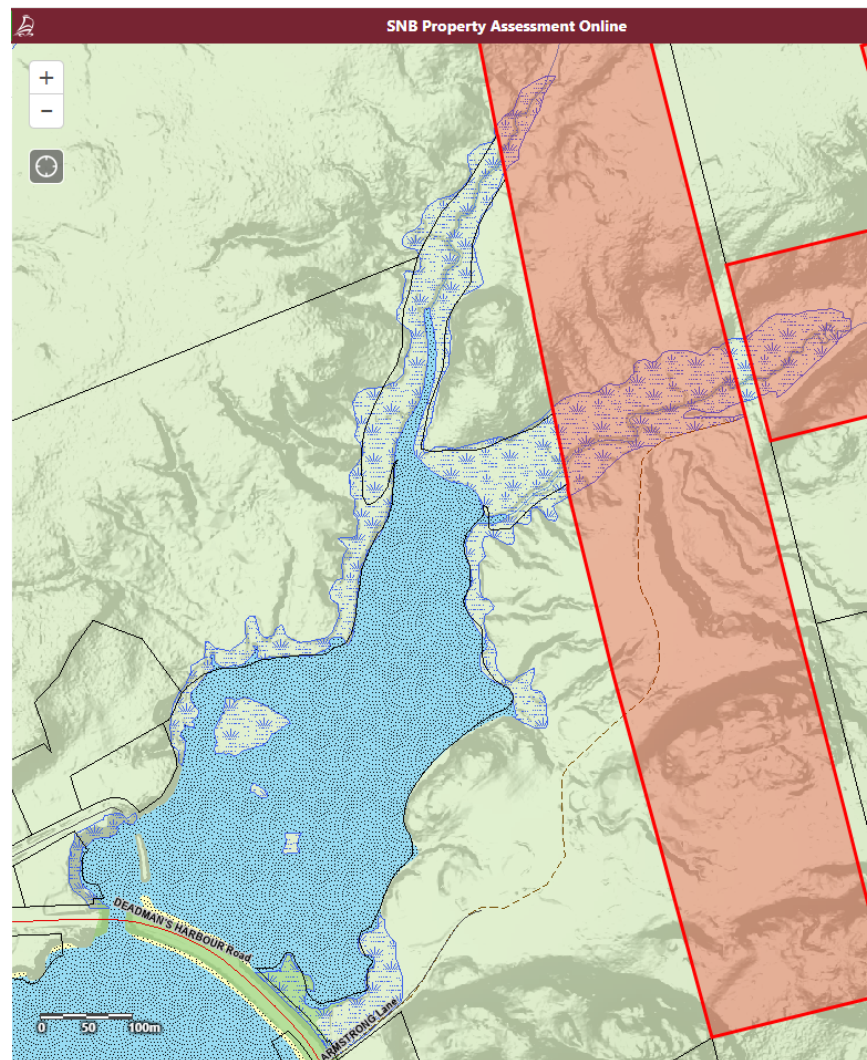 SNB Property Assessment Online
+
−
DEADMAN'S HARBOUR Road
ARMSTRONG Lane
0 50 100m